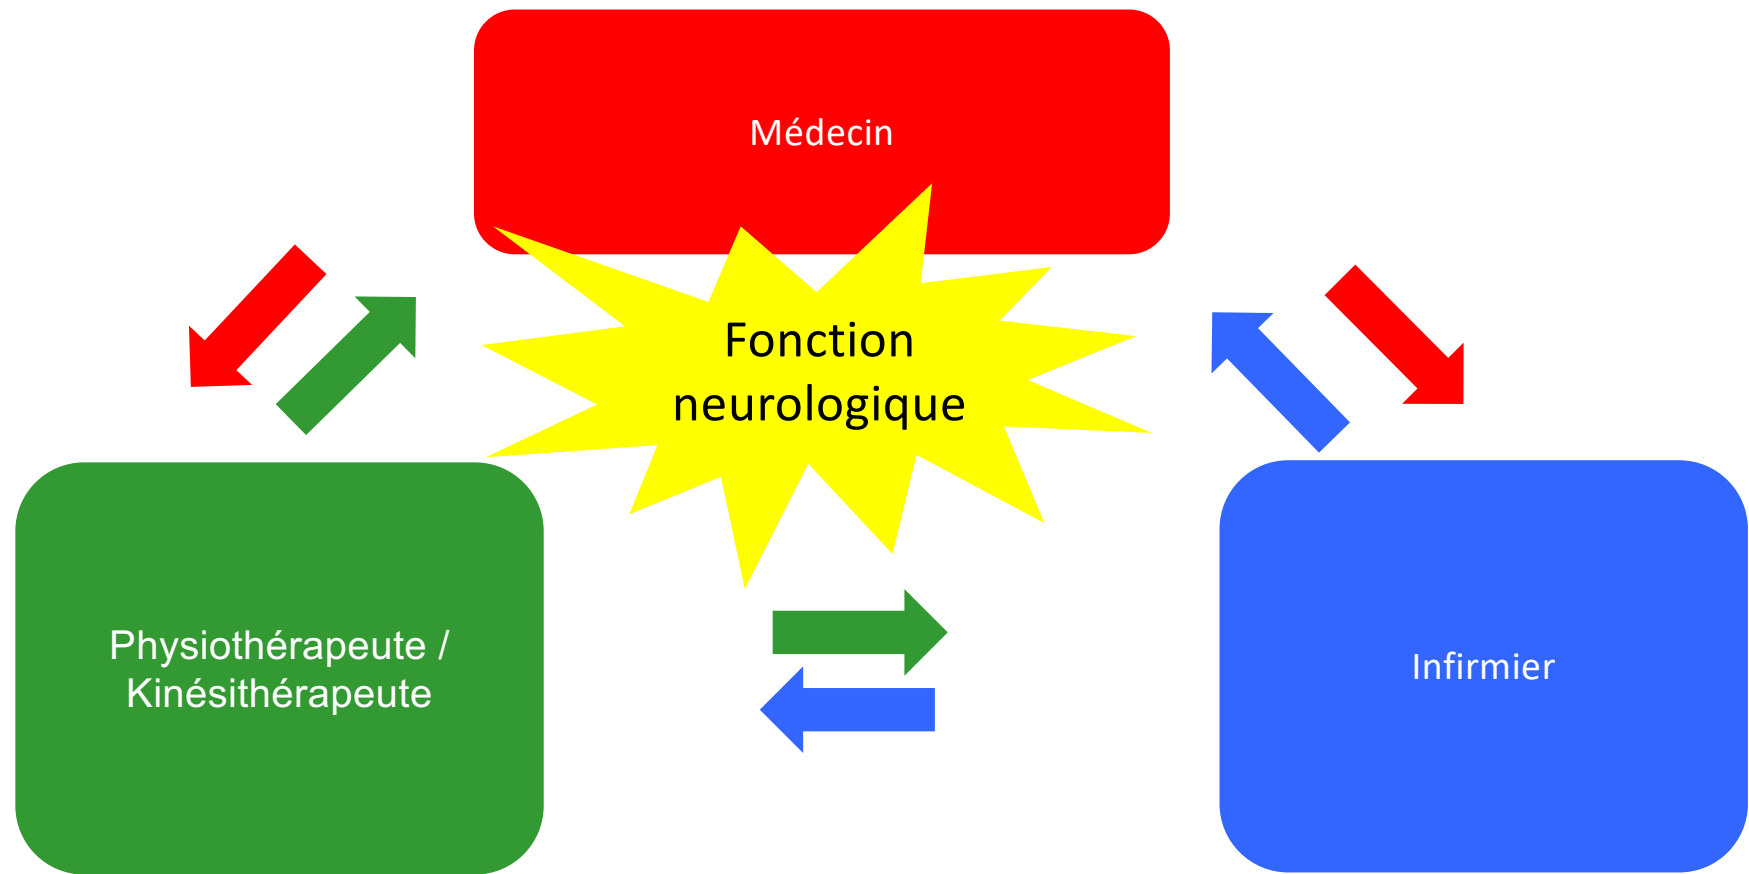 Médecin
Fonction
neurologique
Physiothérapeute /
Kinésithérapeute
Infirmier